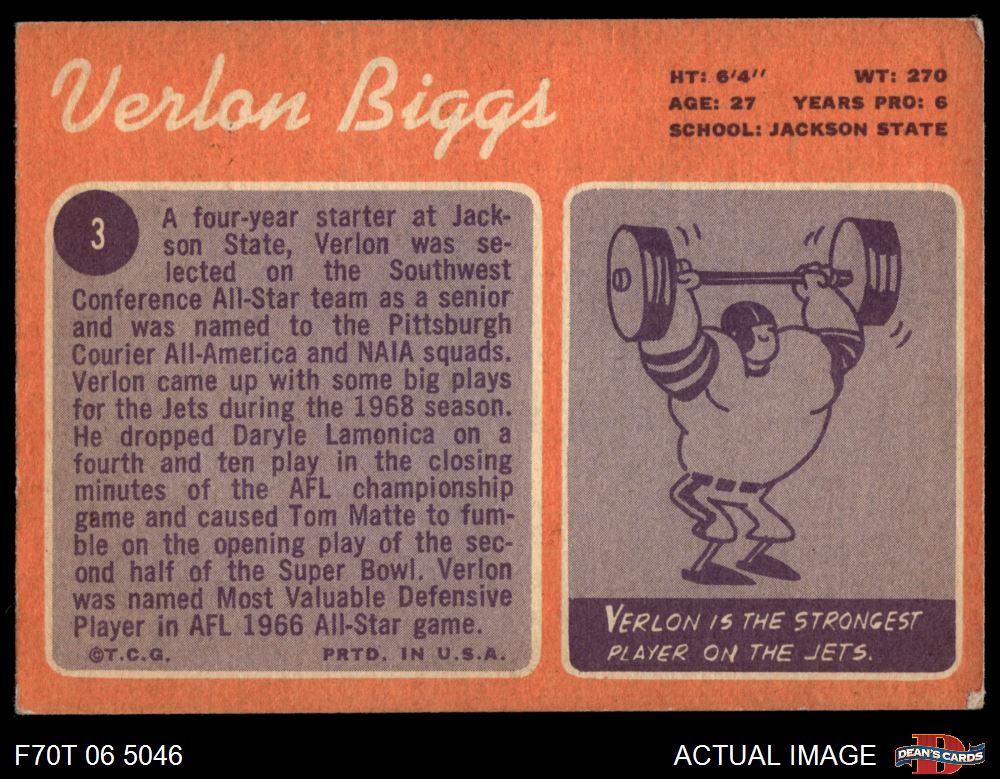 Verlon Biggs
HT: 6'4'' WT: 270
AGE: 27 YEARS PRO: 6
SCHOOL: JACKSON STATE
3
A four-year starter at Jack-
son State, Verlon was se-
lected on the Southwest
Conference All-Star team as a senior
and was named to the Pittsburgh
Courier All-America and NAIA squads.
Verlon came up with some big plays
for the Jets during the 1968 season.
He dropped Daryle Lamonica on a
fourth and ten play in the closing
minutes of the AFL championship
game and caused Tom Matte to fum-
ble on the opening play of the sec-
ond half of the Super Bowl. Verlon
was named Most Valuable Defensive
Player in AFL 1966 All-Star game.
©T.C.G. PRTD. IN U.S.A.
VERLON IS THE STRONGEST
PLAYER ON THE JETS.
F70T 06 5046
ACTUAL IMAGE
D
DEAN'S CARDS